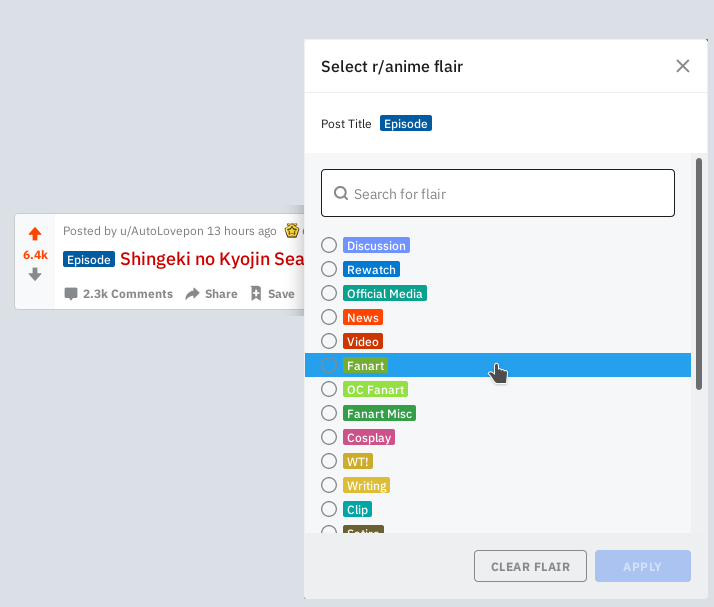 Select r/anime flair
Post Title Episode
Search for flair
Discussion
Rewatch
Official Media
News
Video
Fanart
OC Fanart
Fanart Misc
Cosplay
WT!
Writing
Clip
CLEAR FLAIR
APPLY
Posted by u/AutoLovepon 13 hours ago
6.4k
Episode Shingeki no Kyojin Sea
2.3k Comments Share Save